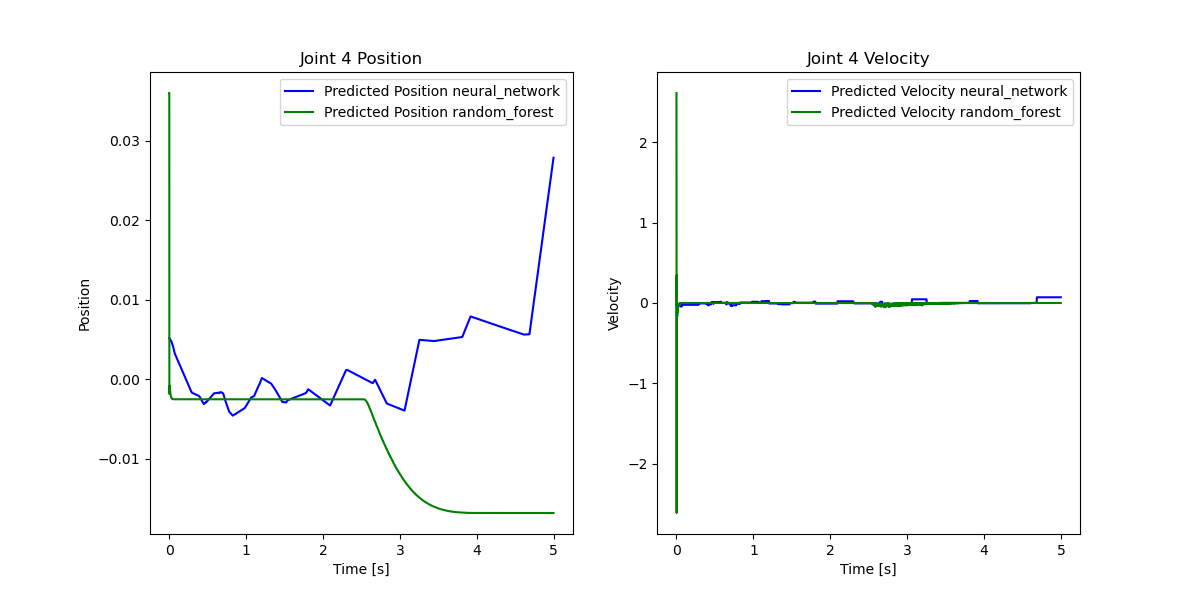 Joint 4 Position
Predicted Position neural_network
Predicted Position random_forest
0.03
0.02
0.01
0.00
−0.01
Position
0
1
2
3
4
5
Time [s]
Joint 4 Velocity
Predicted Velocity neural_network
Predicted Velocity random_forest
2
1
0
−1
−2
Velocity
0
1
2
3
4
5
Time [s]